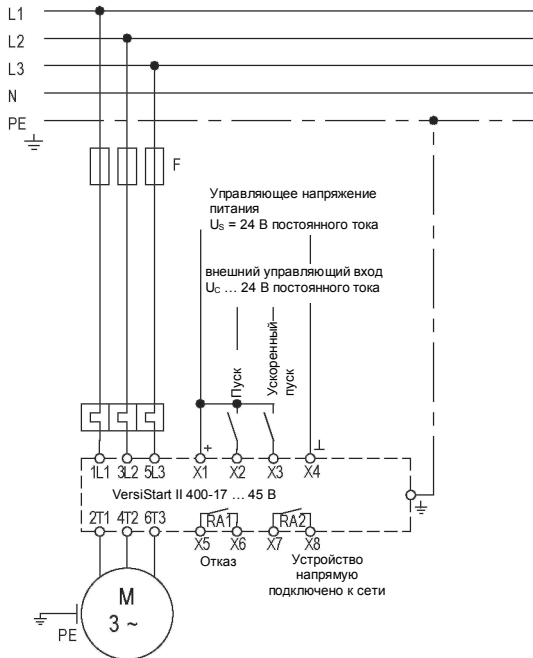 L1
L2
L3
N
PE
F
Управляющее напряжение
питания
Us = 24 В постоянного тока
внешний управляющий вход
Uc ... 24 В постоянного тока
Пуск
Ускоренный
пуск
+
⊥
1L1 3L2 5L3 X1 X2 X3 X4
VersiStart II 400-17 ... 45 В
2T1 4T2 6T3 RA1 RA2
X5 X6 X7 X8
Отказ
Устройство
напрямую
подключено к сети
M
3 ~
PE